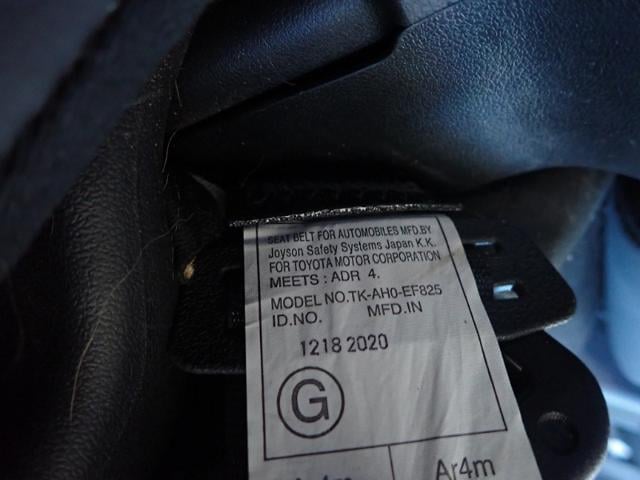 SEAT BELT FOR AUTOMOBILES MFD.BY
Joyson Safety Systems Japan K.K.
FOR TOYOTA MOTOR CORPORATION
MEETS : ADR 4.
MODEL NO.TK-AH0-EF825
ID.NO. MFD.IN
1218 2020
G
Ar4m